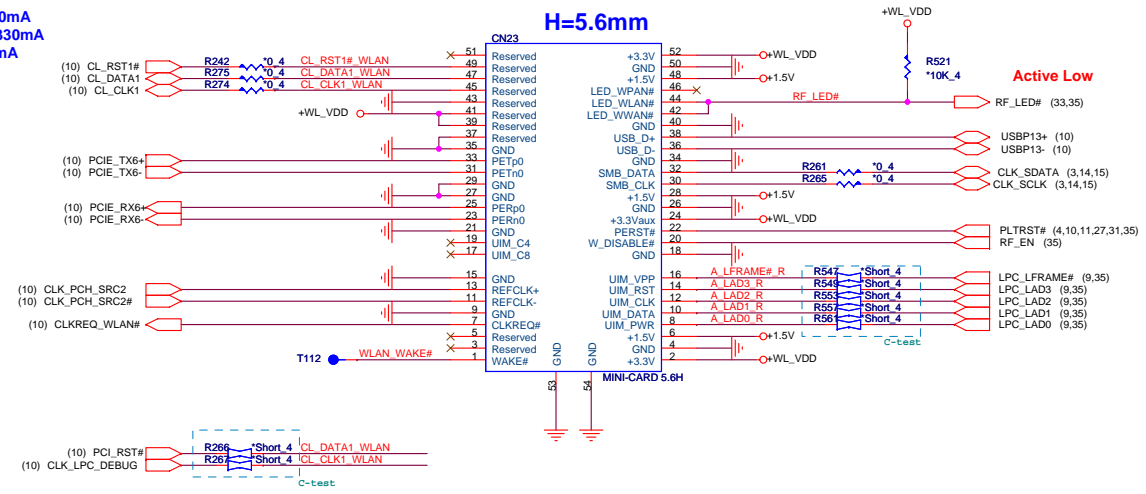 0mA
330mA
mA
H=5.6mm
+WL_VDD
R521
*10K_4
Active Low
CN23
(10) CL_RST1# R242 *0_4 CL_RST1#_WLAN
(10) CL_DATA1 R275 *0_4 CL_DATA1_WLAN
(10) CL_CLK1 R274 *0_4 CL_CLK1_WLAN
+WL_VDD
51 Reserved +3.3V 52 +WL_VDD
49 Reserved GND 50
47 Reserved +1.5V 48 +1.5V
45 Reserved LED_WPAN# 46
43 Reserved LED_WLAN# 44 RF_LED# RF_LED# (33,35)
41 Reserved LED_WWAN# 42
39 Reserved GND 40
37 Reserved USB_D+ 38 USBP13+ (10)
35 GND USB_D- 36 USBP13- (10)
(10) PCIE_TX6+ 33 PETp0 GND 34
(10) PCIE_TX6- 31 PETn0 SMB_DATA 32 R261 *0_4 CLK_SDATA (3,14,15)
29 GND SMB_CLK 30 R265 *0_4 CLK_SCLK (3,14,15)
27 GND +1.5V 28 +1.5V
(10) PCIE_RX6+ 25 PERp0 GND 26
(10) PCIE_RX6- 23 PERn0 +3.3Vaux 24 +WL_VDD
21 GND PERST# 22 PLTRST# (4,10,11,27,31,35)
19 UIM_C4 W_DISABLE# 20 RF_EN (35)
17 UIM_C8 GND 18
15 GND UIM_VPP 16 A_LFRAME#_R R547 *Short_4 LPC_LFRAME# (9,35)
(10) CLK_PCH_SRC2 13 REFCLK+ UIM_RST 14 A_LAD3_R R549 *Short_4 LPC_LAD3 (9,35)
(10) CLK_PCH_SRC2# 11 REFCLK- UIM_CLK 12 A_LAD2_R R553 *Short_4 LPC_LAD2 (9,35)
9 GND UIM_DATA 10 A_LAD1_R R557 *Short_4 LPC_LAD1 (9,35)
(10) CLKREQ_WLAN# 7 CLKREQ# UIM_PWR 8 A_LAD0_R R561 *Short_4 LPC_LAD0 (9,35)
5 Reserved +1.5V 6 +1.5V
3 Reserved GND 4
T112 WLAN_WAKE# 1 WAKE# +3.3V 2 +WL_VDD
C-test
GND GND
53 54
MINI-CARD 5.6H
(10) PCI_RST# R266 *Short_4 CL_DATA1_WLAN
(10) CLK_LPC_DEBUG R267 *Short_4 CL_CLK1_WLAN
C-test